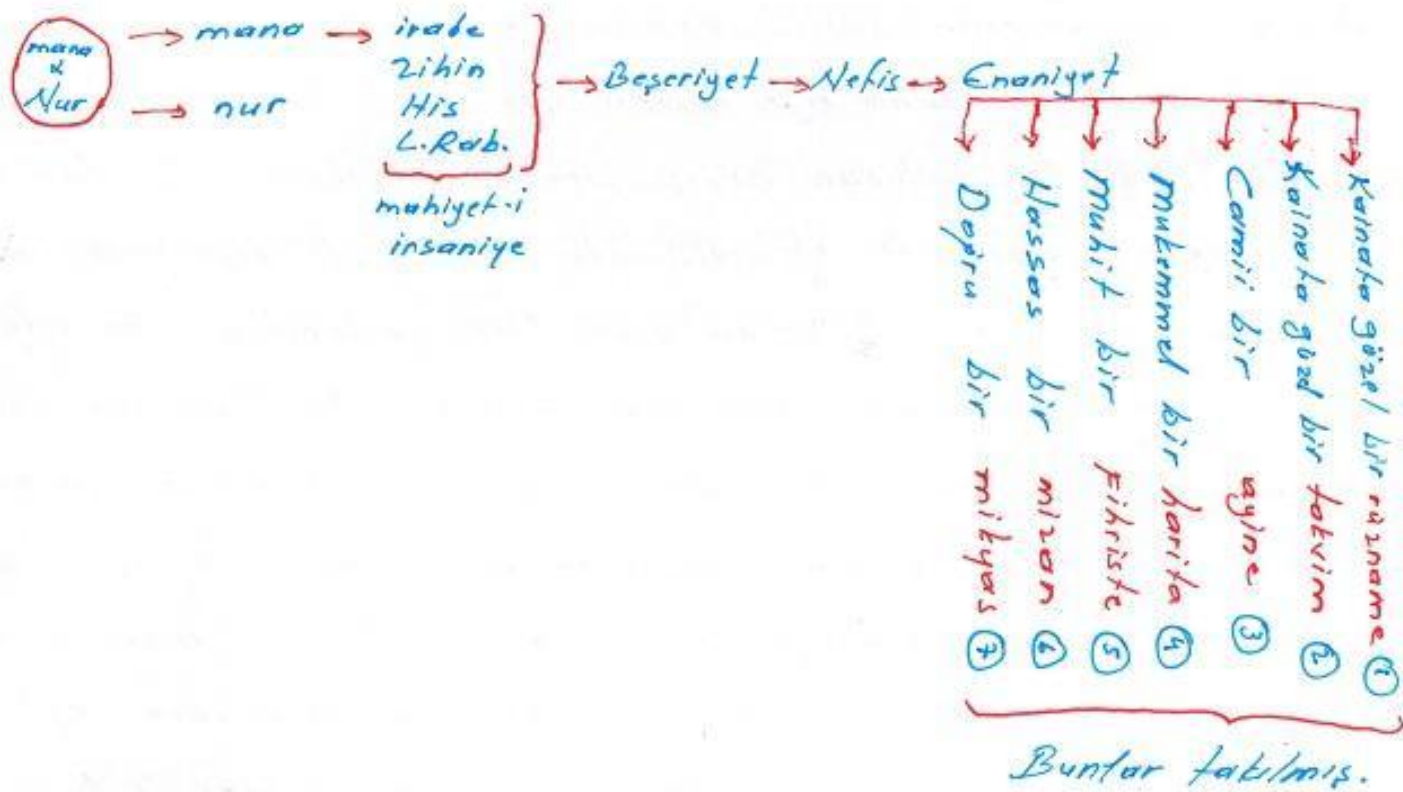 mana
&
Nur
→ mana →
→ nur
irade
Zihin
His
L.Rab.
mahiyet-i
insaniye
→ Beşeriyet → Nefis → Enaniyet
Kainata güzel bir rüzname ①
Kainata güzel bir takvim ②
Camii bir ayine ③
Mükemmel bir harita ④
Muhit bir Fihriste ⑤
Hassas bir mizan ⑥
Doğru bir mikyas ⑦
Bunlar takılmış.